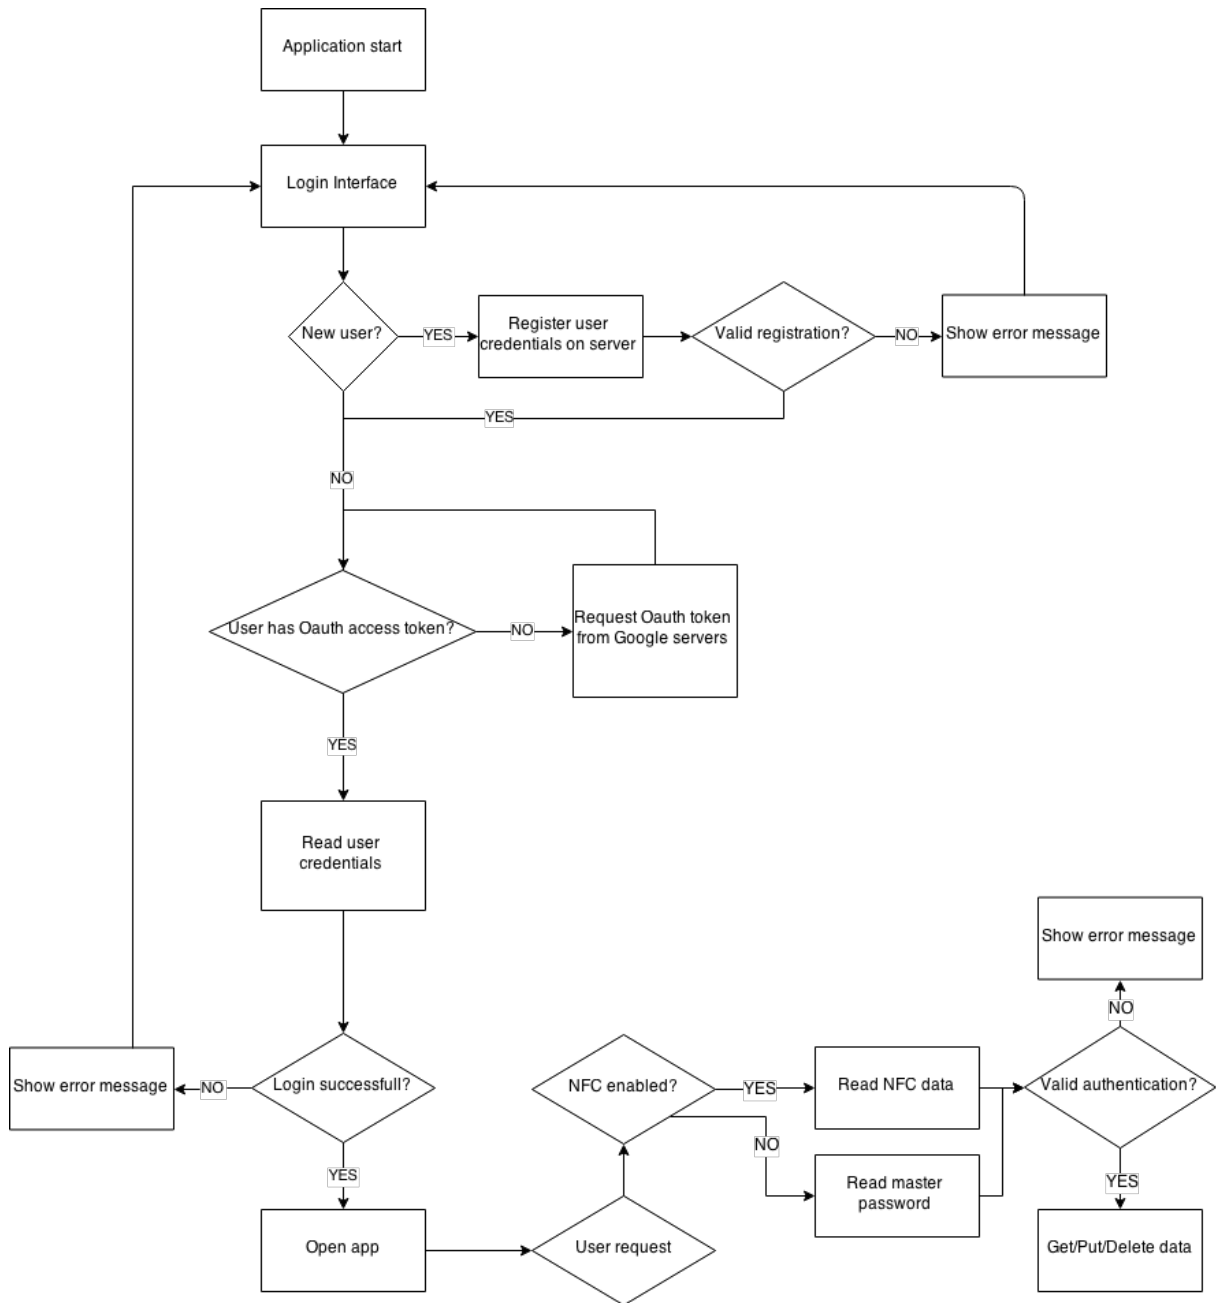 Application start
Login Interface
New user?
YES
Register user
credentials on server
Valid registration?
NO
Show error message
YES
NO
User has Oauth access token?
NO
Request Oauth token
from Google servers
YES
Read user
credentials
Show error message
NO
Login successfull?
YES
Open app
User request
NFC enabled?
YES
Read NFC data
NO
Read master
password
Valid authentication?
NO
Show error message
YES
Get/Put/Delete data